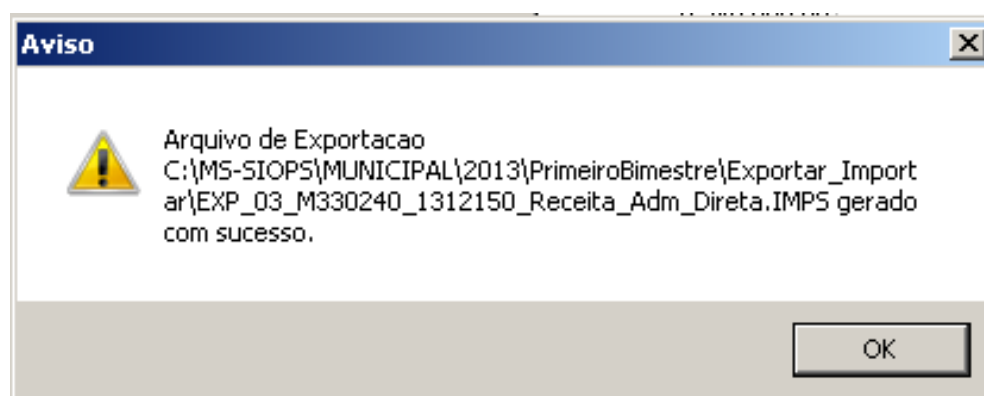 Aviso
Arquivo de Exportacao
C:\MS-SIOPS\MUNICIPAL\2013\PrimeiroBimestre\Exportar_Import
ar\EXP_03_M330240_1312150_Receita_Adm_Direta.IMPS gerado
com sucesso.
OK